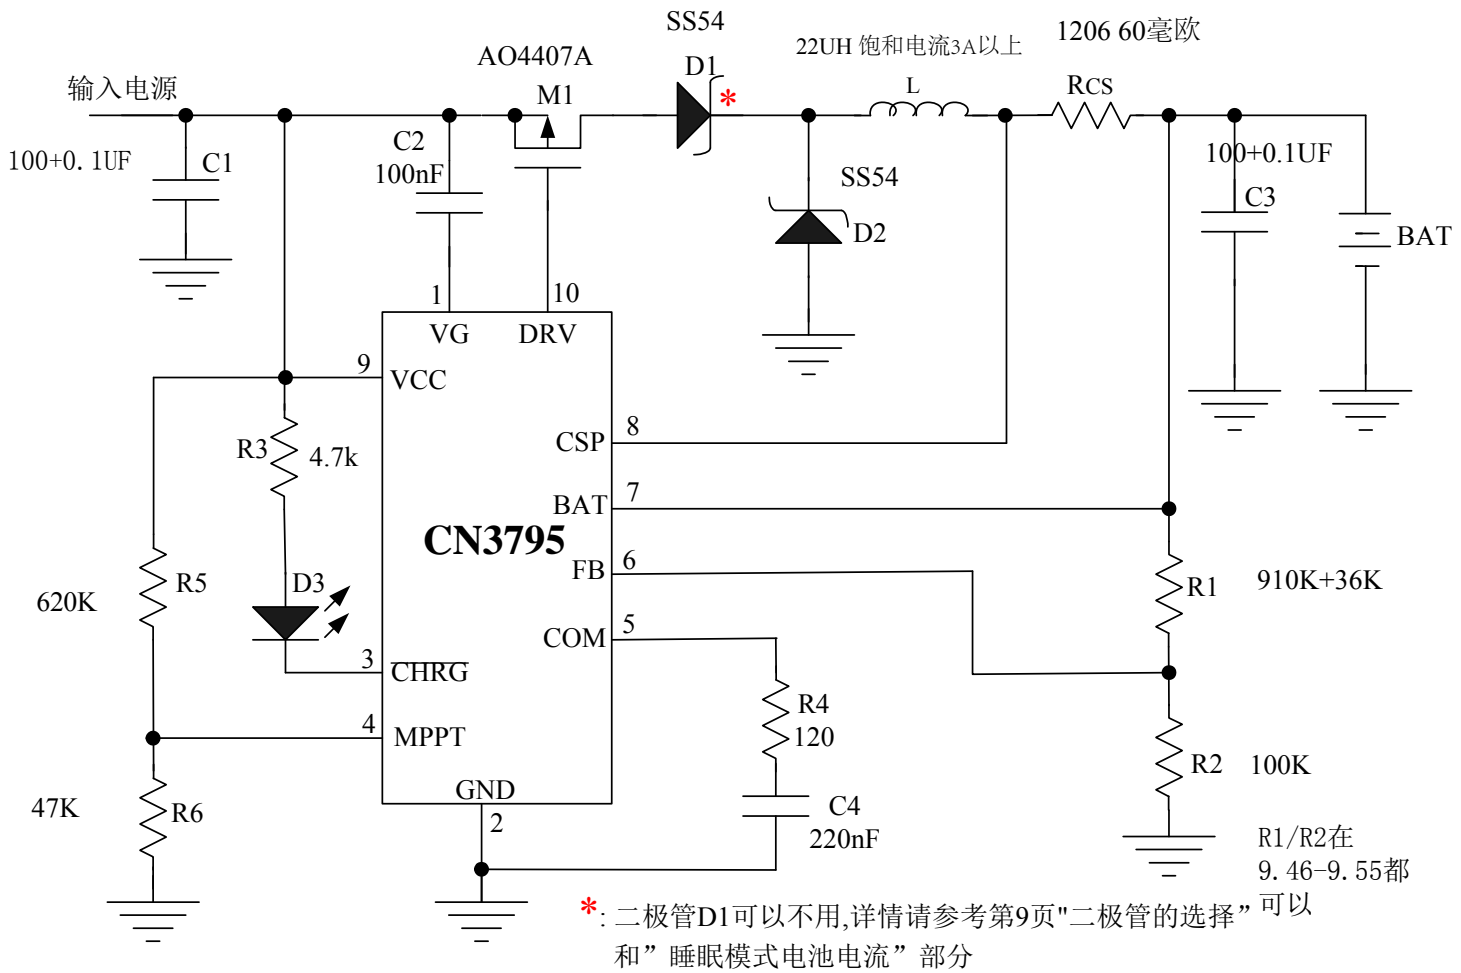 SS54
1206 60毫欧
22UH 饱和电流3A以上
AO4407A
D1
*
输入电源
M1
L
RCS
C2
100nF
100+0.1UF
C1
100+0.1UF
SS54
C3
D2
BAT
1
10
VG
DRV
9
VCC
8
CSP
R3
4.7k
7
BAT
CN3795
6
FB
R5
D3
620K
R1
910K+36K
5
COM
3
CHRG
4
MPPT
R4
120
R2
100K
GND
2
47K
R6
C4
220nF
R1/R2在
9.46-9.55都
可以
*: 二极管D1可以不用,详情请参考第9页"二极管的选择”
和” 睡眠模式电池电流” 部分